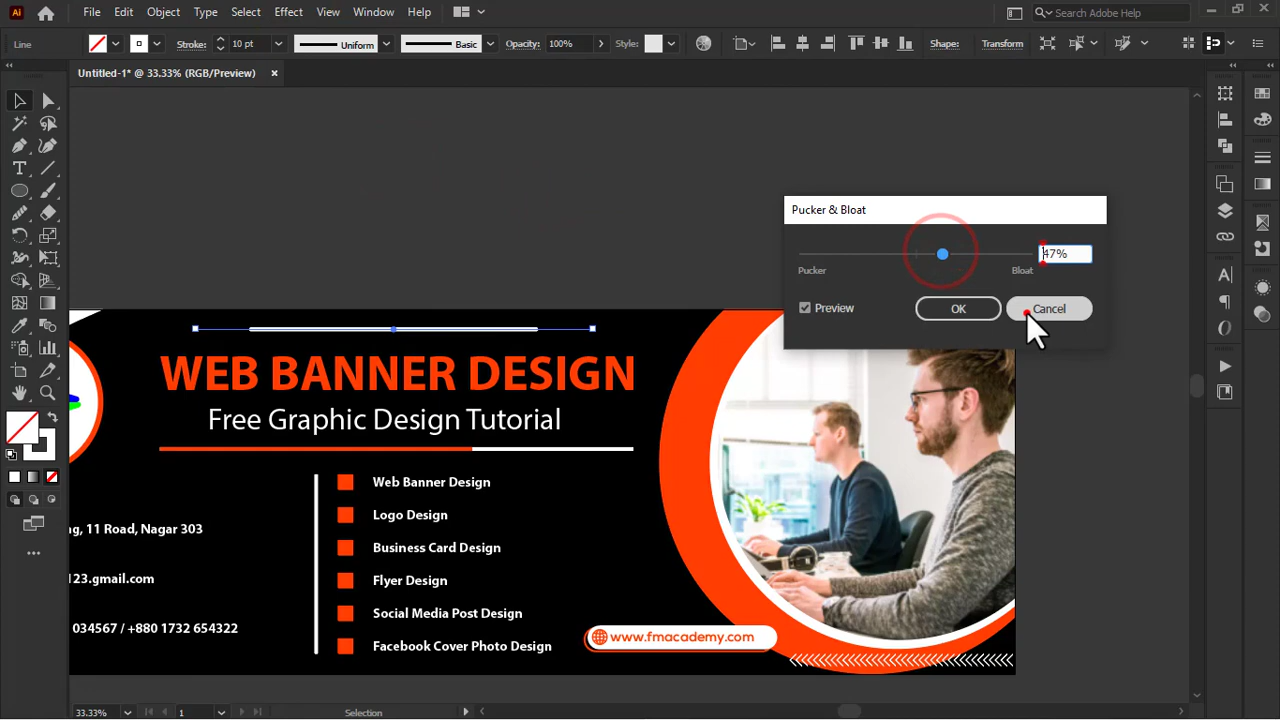 Ai File Edit Object Type Select Effect View Window Help Search Adobe Help
Line Stroke: 10 pt Uniform Basic Opacity: 100% Style: Shape: Transform
Untitled-1* @ 33.33% (RGB/Preview)
Pucker & Bloat
47%
Pucker Bloat
Preview OK Cancel
WEB BANNER DESIGN
Free Graphic Design Tutorial
Web Banner Design
Logo Design
Business Card Design
Flyer Design
Social Media Post Design
Facebook Cover Photo Design
ng, 11 Road, Nagar 303
123.gmail.com
034567 / +880 1732 654322
www.fmacademy.com
33.33% 1 Selection